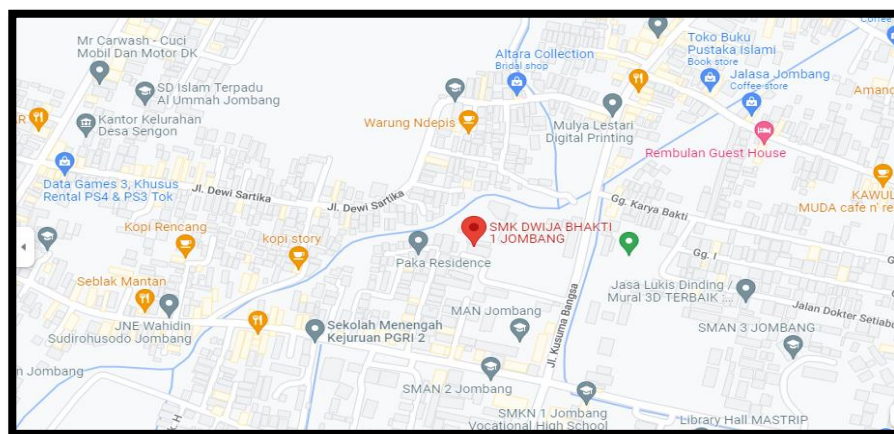 Mr Carwash - Cuci
Mobil Dan Motor DK
SD Islam Terpadu
Al Ummah Jombang
Kantor Kelurahan
Desa Sengon
Data Games 3, Khusus
Rental PS4 & PS3 Tok
Altara Collection
Bridal shop
Warung Ndepis
Mulya Lestari
Digital Printing
Toko Buku
Pustaka Islami
Book store
Jalasa Jombang
Coffee store
Rembulan Guest House
KAWUL
MUDA cafe n' re
Jl. Dewi Sartika
Jl. Dewi Sartika
Gg. Karya Bakti
Kopi Rencang
kopi story
SMK DWIJA BHAKTI
1 JOMBANG
Paka Residence
Gg. I
Seblak Mantan
JNE Wahidin
Sudirohusodo Jombang
Sekolah Menengah
Kejuruan PGRI 2
MAN Jombang
Jl. Kusuma Bangsa
Jasa Lukis Dinding /
Mural 3D TERBAIK :...
Jalan Dokter Setiabu
SMAN 3 JOMBANG
Jombang
SMAN 2 Jombang
SMKN 1 Jombang
Vocational High School
Library Hall MASTRIP